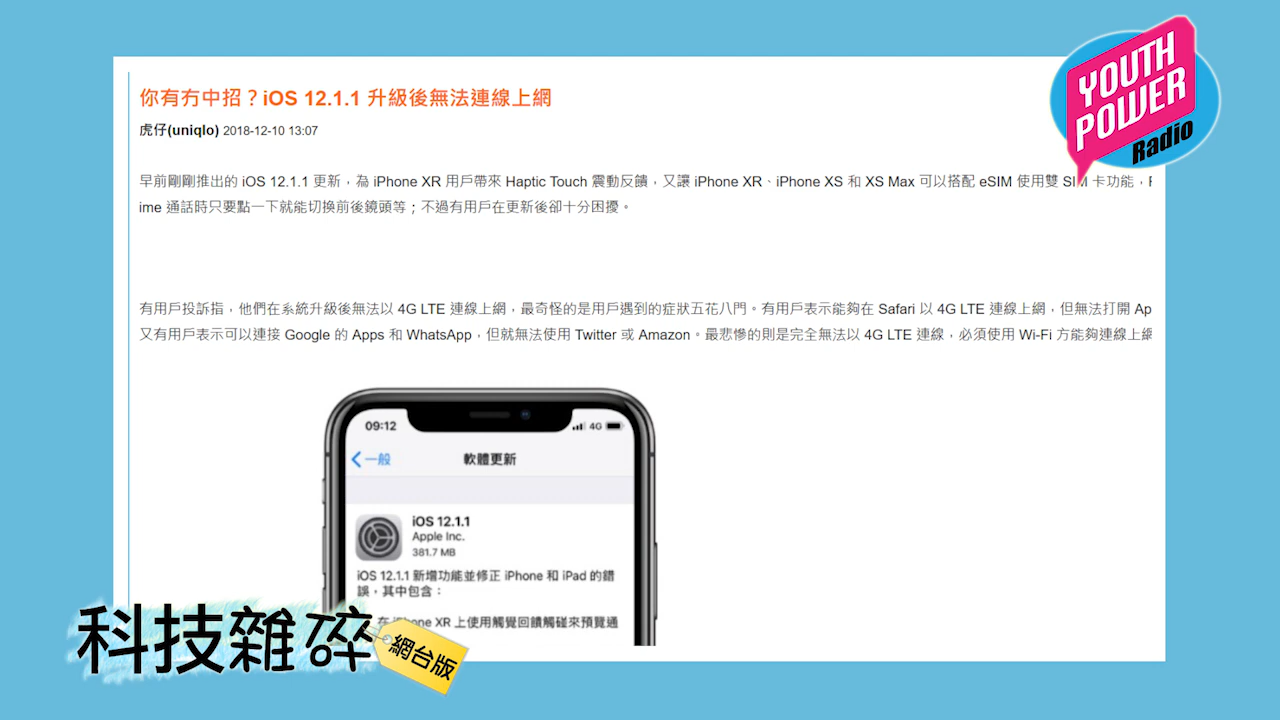 你有冇中招？iOS 12.1.1 升級後無法連線上網
虎仔(uniqlo) 2018-12-10 13:07
早前剛剛推出的 iOS 12.1.1 更新，為 iPhone XR 用戶帶來 Haptic Touch 震動反饋，又讓 iPhone XR、iPhone XS 和 XS Max 可以搭配 eSIM 使用雙 SIM 卡功能，F
ime 通話時只要點一下就能切換前後鏡頭等；不過有用戶在更新後卻十分困擾。
有用戶投訴指，他們在系統升級後無法以 4G LTE 連線上網，最奇怪的是用戶遇到的症狀五花八門。有用戶表示能夠在 Safari 以 4G LTE 連線上網，但無法打開 Ap
又有用戶表示可以連接 Google 的 Apps 和 WhatsApp，但就無法使用 Twitter 或 Amazon。最悲慘的則是完全無法以 4G LTE 連線，必須使用 Wi-Fi 方能夠連線上網
09:12
4G
一般
軟體更新
iOS 12.1.1
Apple Inc.
381.7 MB
iOS 12.1.1 新增功能並修正 iPhone 和 iPad 的錯
誤，其中包含：
在 iPhone XR 上使用觸覺回饋觸碰來預覽通
YOUTH
POWER
Radio
科技雜碎
網台版